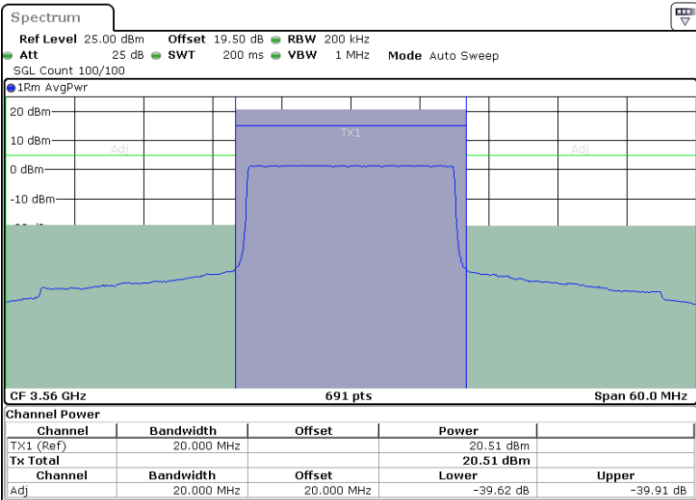 Spectrum
Ref Level 25.00 dBm Offset 19.50 dB RBW 200 kHz
Att 25 dB SWT 200 ms VBW 1 MHz Mode Auto Sweep
SGL Count 100/100
1Rm AvgPwr
20 dBm
TX1
10 dBm
Adj Adj
0 dBm
-10 dBm
CF 3.56 GHz 691 pts Span 60.0 MHz
Channel Power
Channel Bandwidth Offset Power
TX1 (Ref) 20.000 MHz 20.51 dBm
Tx Total 20.51 dBm
Channel Bandwidth Offset Lower Upper
Adj 20.000 MHz 20.000 MHz -39.62 dB -39.91 dB